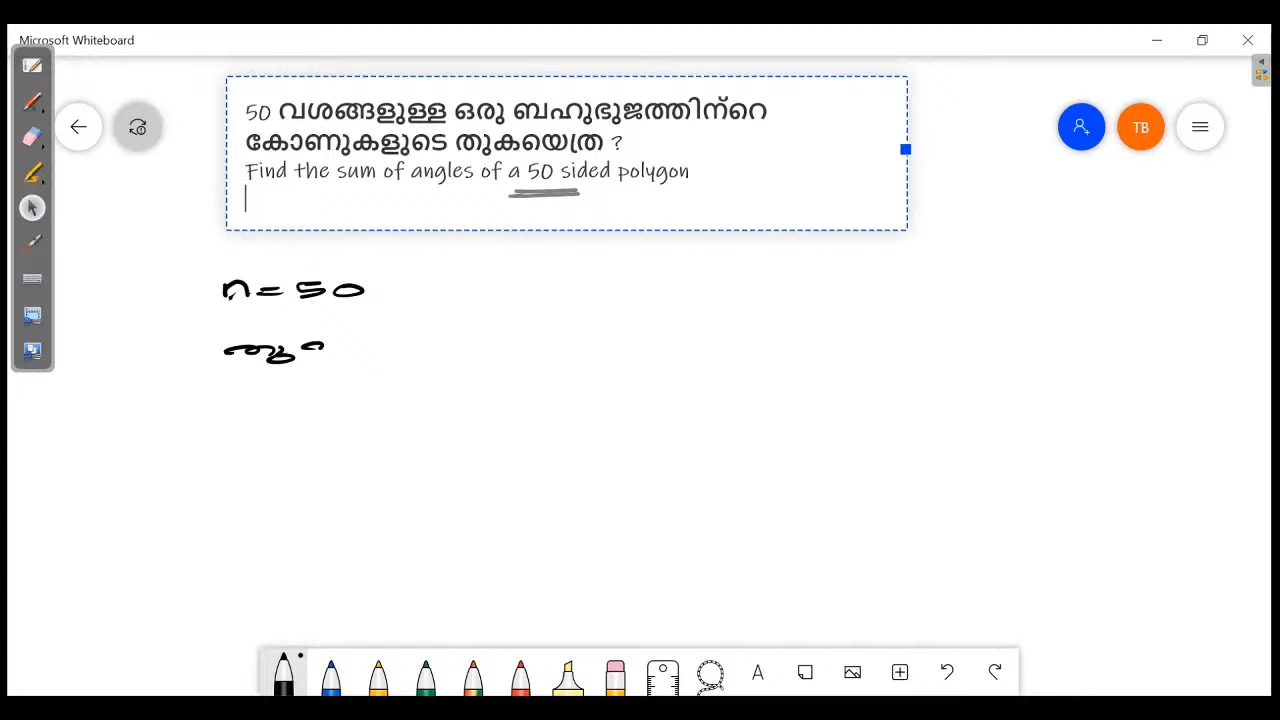 Microsoft Whiteboard
50 വശങ്ങളുള്ള ഒരു ബഹുഭുജത്തിന്റെ
കോണുകളുടെ തുകയെത്ര ?
Find the sum of angles of a 50 sided polygon
TB
n = 50
തു
A